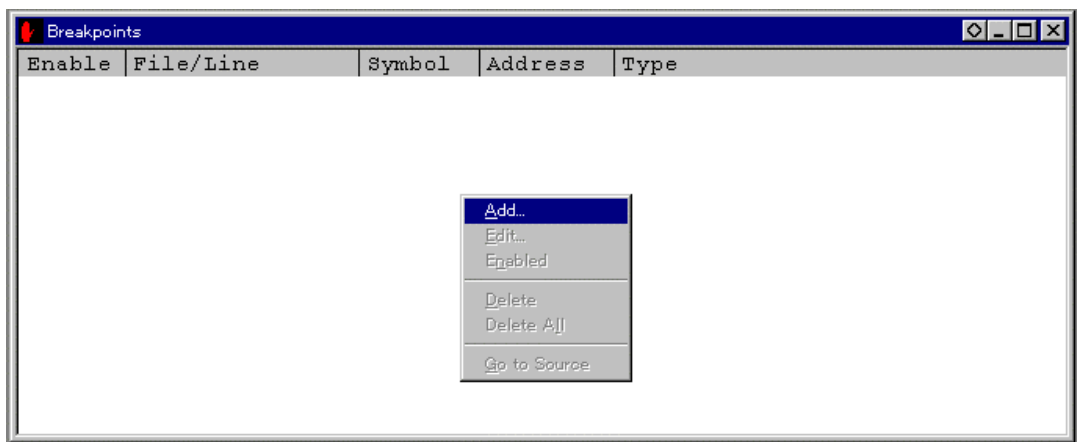 Breakpoints
Enable File/Line Symbol Address Type
Add...
Edit...
Enabled
Delete
Delete All
Go to Source